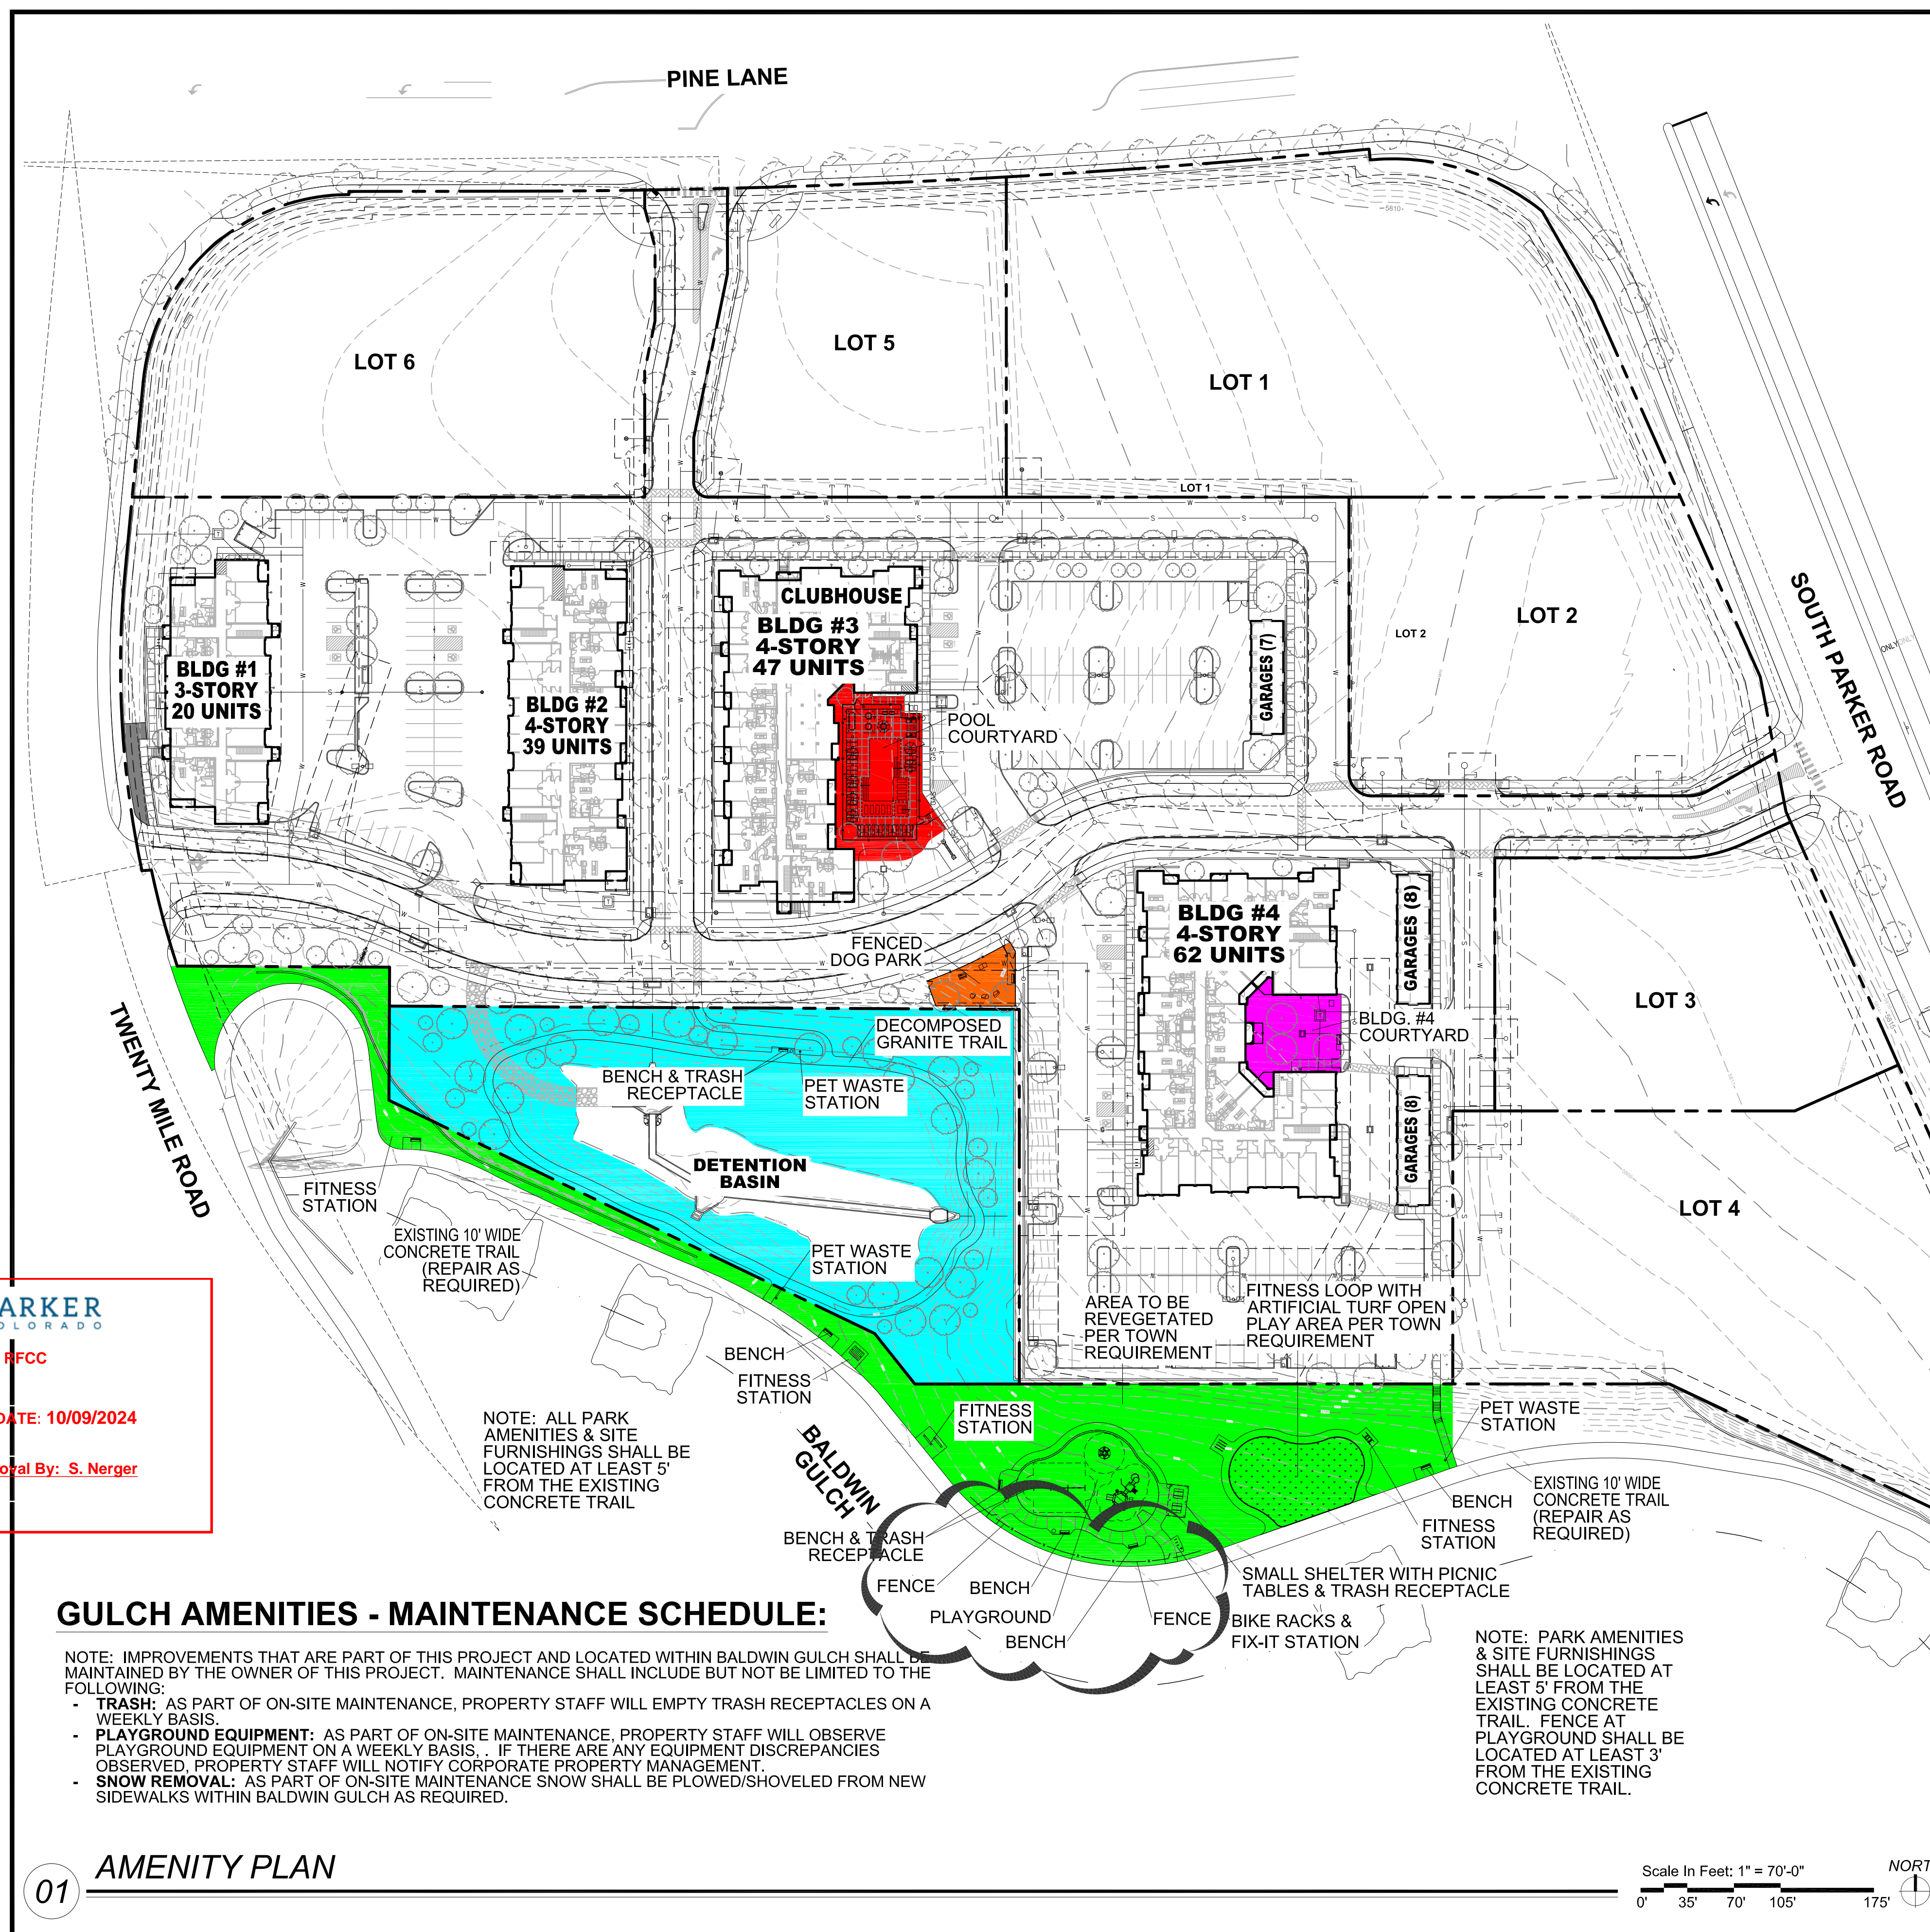 PINE LANE
LOT 6
LOT 5
LOT 1
5810
LOT 1
LOT 2
LOT 2
SOUTH PARKER ROAD
ONLY
ONLY
CLUBHOUSE
BLDG #3
4-STORY
47 UNITS
BLDG #1
3-STORY
20 UNITS
BLDG #2
4-STORY
39 UNITS
GARAGES (7)
POOL
COURTYARD
GARAGES (8)
BLDG #4
4-STORY
62 UNITS
FENCED
DOG PARK
LOT 3
BLDG. #4
COURTYARD
DECOMPOSED
GRANITE TRAIL
BENCH & TRASH
RECEPTACLE
PET WASTE
STATION
TWENTY MILE ROAD
GARAGES (8)
DETENTION
BASIN
FITNESS
STATION
LOT 4
EXISTING 10' WIDE
CONCRETE TRAIL
(REPAIR AS
REQUIRED)
PET WASTE
STATION
AREA TO BE
REVEGETATED
PER TOWN
REQUIREMENT
FITNESS LOOP WITH
ARTIFICIAL TURF OPEN
PLAY AREA PER TOWN
REQUIREMENT
ARKER
OLORADO
RFCC
DATE: 10/09/2024
oval By: S. Nerger
BENCH
FITNESS
STATION
FITNESS
STATION
PET WASTE
STATION
NOTE: ALL PARK
AMENITIES & SITE
FURNISHINGS SHALL BE
LOCATED AT LEAST 5'
FROM THE EXISTING
CONCRETE TRAIL
BALDWIN
GULCH
BENCH
FITNESS
STATION
EXISTING 10' WIDE
CONCRETE TRAIL
(REPAIR AS
REQUIRED)
BENCH & TRASH
RECEPTACLE
FENCE
BENCH
PLAYGROUND
BENCH
FENCE
SMALL SHELTER WITH PICNIC
TABLES & TRASH RECEPTACLE
BIKE RACKS &
FIX-IT STATION
GULCH AMENITIES - MAINTENANCE SCHEDULE:
NOTE: IMPROVEMENTS THAT ARE PART OF THIS PROJECT AND LOCATED WITHIN BALDWIN GULCH SHALL BE
MAINTAINED BY THE OWNER OF THIS PROJECT. MAINTENANCE SHALL INCLUDE BUT NOT BE LIMITED TO THE
FOLLOWING:
- TRASH: AS PART OF ON-SITE MAINTENANCE, PROPERTY STAFF WILL EMPTY TRASH RECEPTACLES ON A
WEEKLY BASIS.
- PLAYGROUND EQUIPMENT: AS PART OF ON-SITE MAINTENANCE, PROPERTY STAFF WILL OBSERVE
PLAYGROUND EQUIPMENT ON A WEEKLY BASIS, . IF THERE ARE ANY EQUIPMENT DISCREPANCIES
OBSERVED, PROPERTY STAFF WILL NOTIFY CORPORATE PROPERTY MANAGEMENT.
- SNOW REMOVAL: AS PART OF ON-SITE MAINTENANCE SNOW SHALL BE PLOWED/SHOVELED FROM NEW
SIDEWALKS WITHIN BALDWIN GULCH AS REQUIRED.
NOTE: PARK AMENITIES
& SITE FURNISHINGS
SHALL BE LOCATED AT
LEAST 5' FROM THE
EXISTING CONCRETE
TRAIL. FENCE AT
PLAYGROUND SHALL BE
LOCATED AT LEAST 3'
FROM THE EXISTING
CONCRETE TRAIL.
01
AMENITY PLAN
Scale In Feet: 1" = 70'-0"
0' 35' 70' 105' 175'
NORT